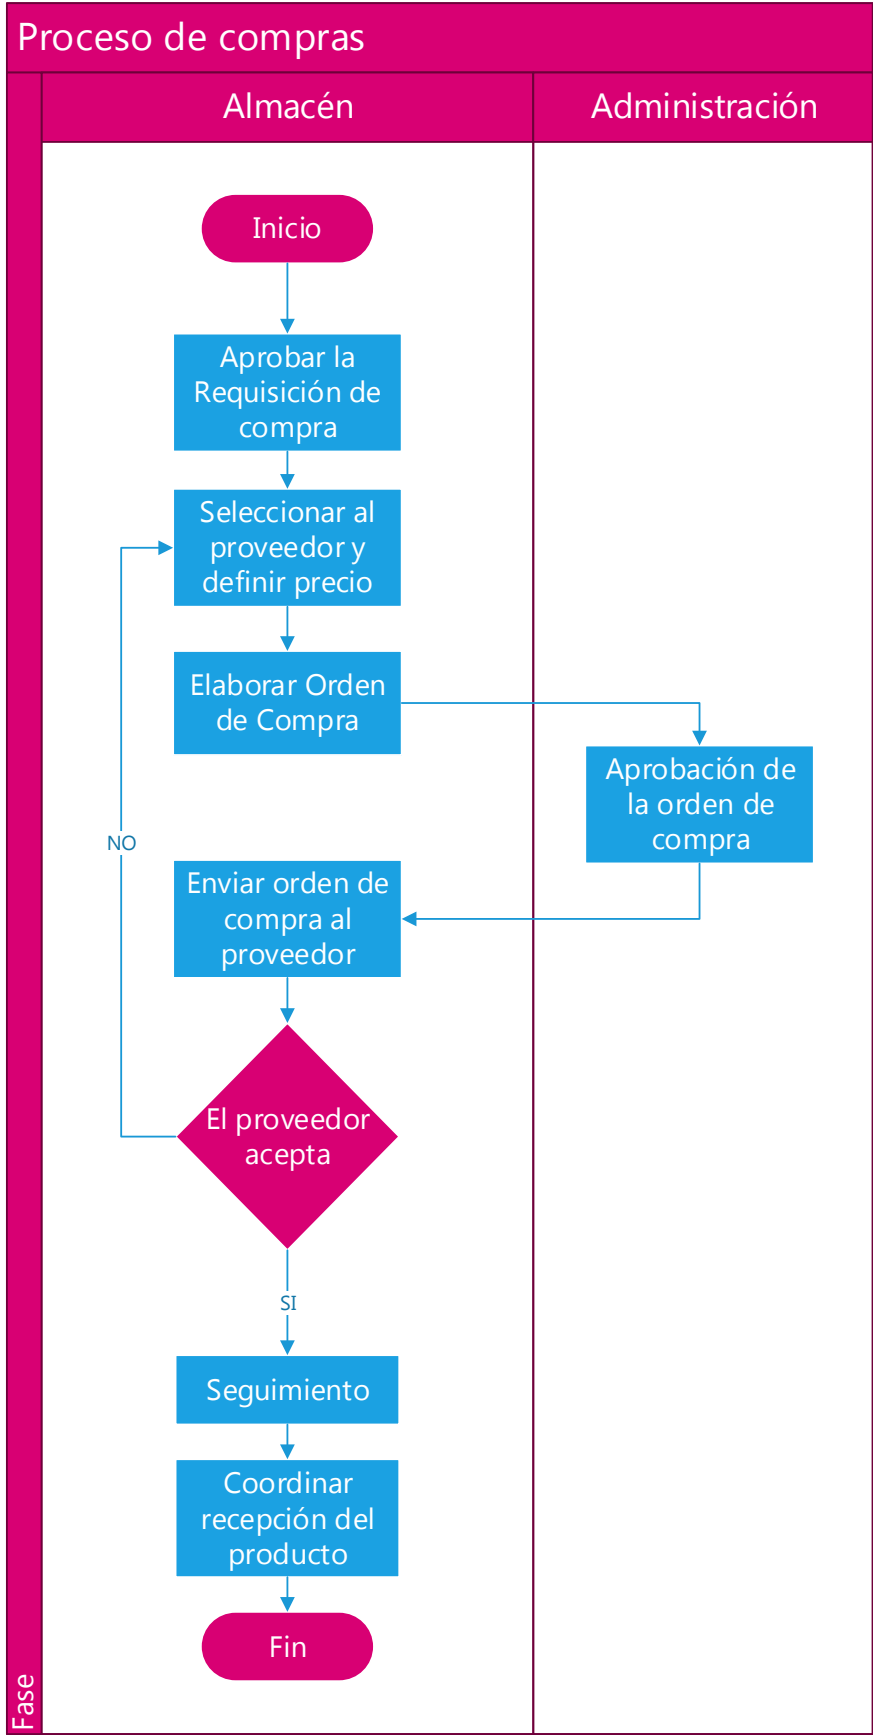 Proceso de compras
Almacén
Administración
Fase
Inicio
Aprobar la
Requisición de
compra
Seleccionar al
proveedor y
definir precio
Elaborar Orden
de Compra
Aprobación de
la orden de
compra
NO
Enviar orden de
compra al
proveedor
El proveedor
acepta
SI
Seguimiento
Coordinar
recepción del
producto
Fin